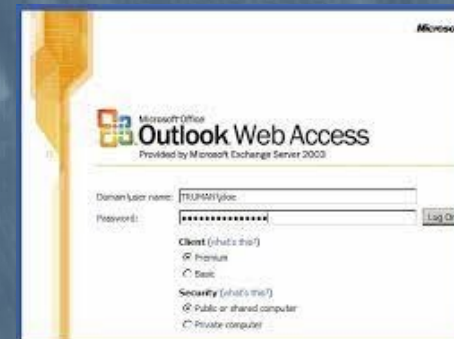 Microso
Microsoft Office
Outlook Web Access
Provided by Microsoft Exchange Server 2003
Domain\user name: TRUMAN\jdoe
Password: •••••••••••••••
Log On
Client (what's this?)
Premium
Basic
Security (what's this?)
Public or shared computer
Private computer